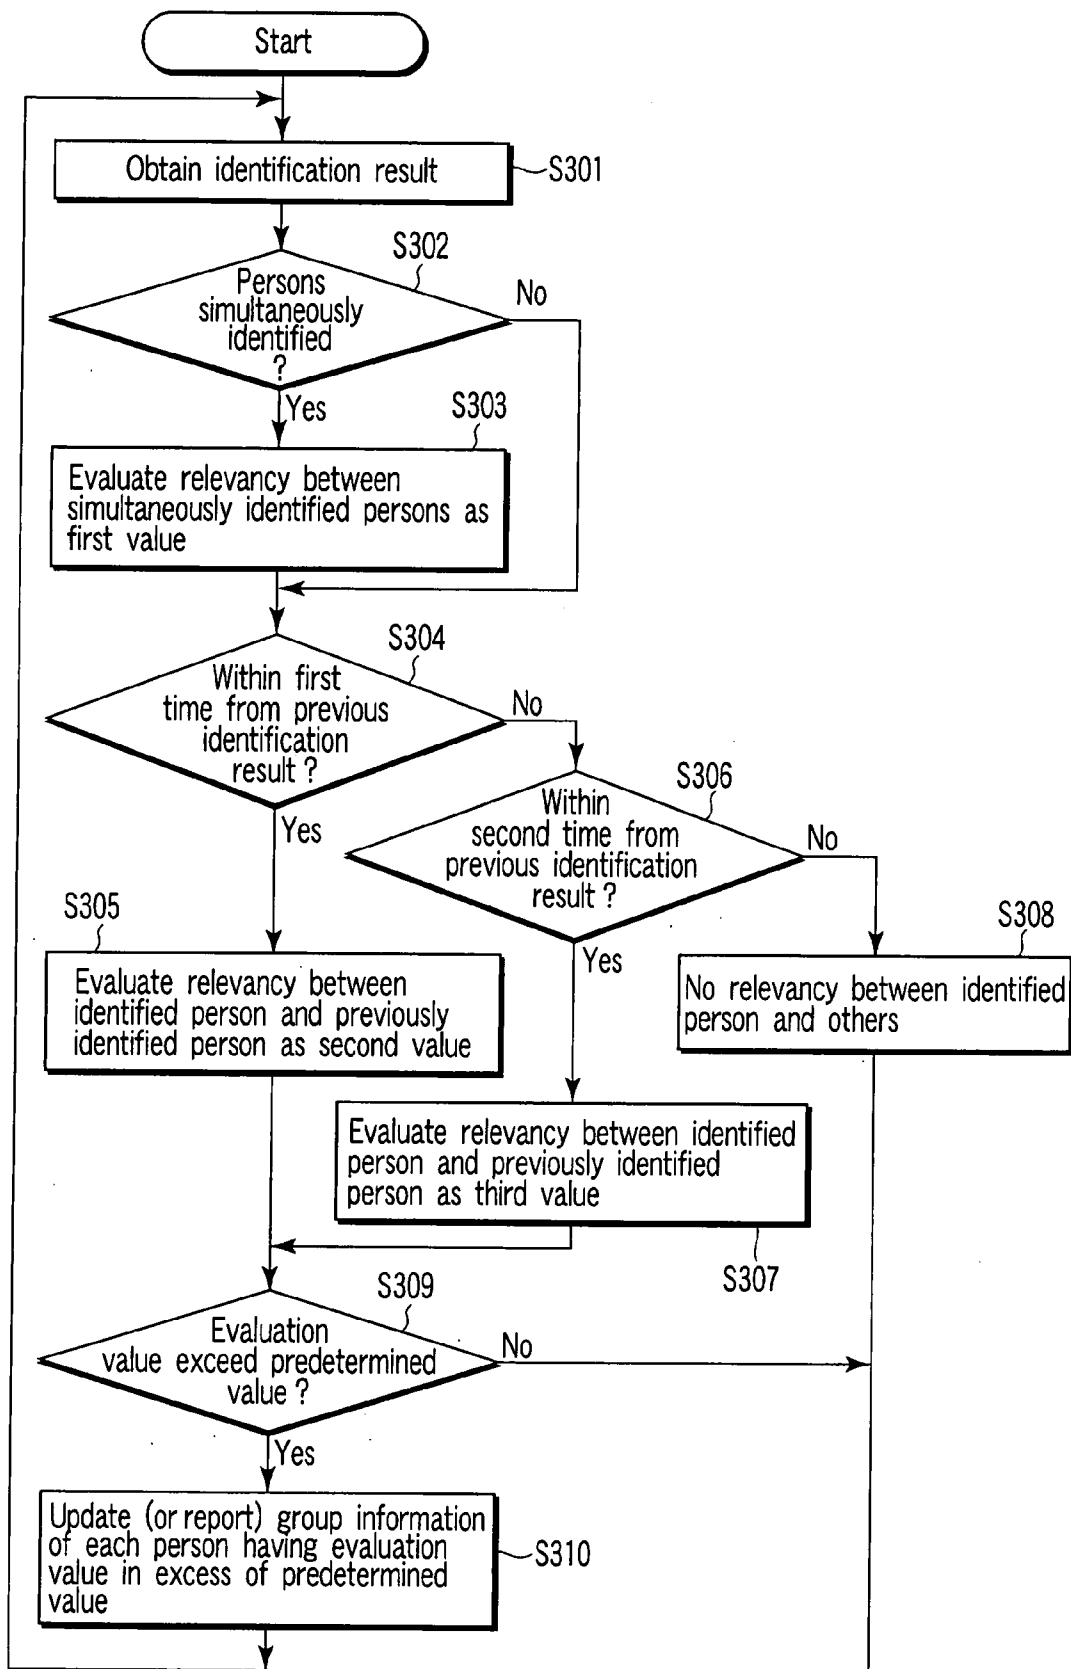 Start
Obtain identification result
S301
S302
Persons
simultaneously
identified
?
No
Yes
S303
Evaluate relevancy between
simultaneously identified persons as
first value
S304
Within first
time from previous
identification
result ?
No
Yes
S306
Within
second time from
previous identification
result ?
No
Yes
S305
Evaluate relevancy between
identified person and previously
identified person as second value
S308
No relevancy between identified
person and others
Evaluate relevancy between identified
person and previously identified
person as third value
S307
S309
Evaluation
value exceed predetermined
value ?
No
Yes
Update (or report) group information
of each person having evaluation
value in excess of predetermined
value
S310